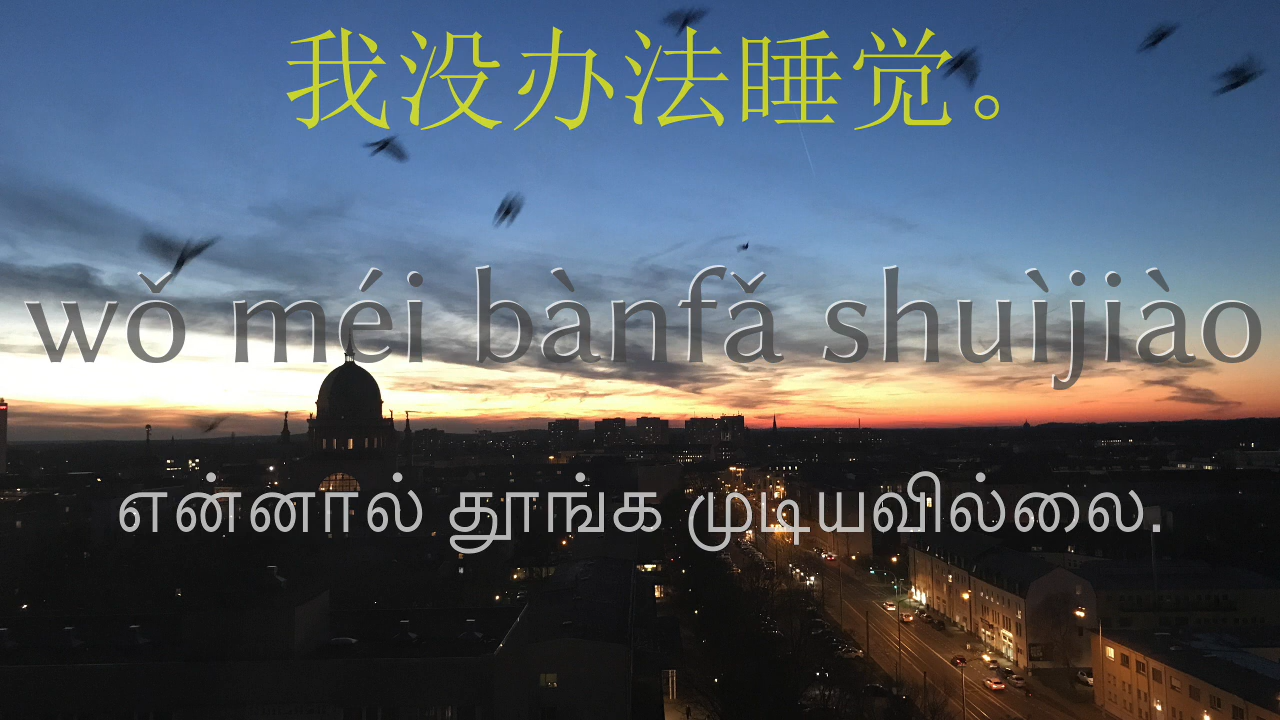 我没办法睡觉。
wǒ méi bànfǎ shuìjiào
என்னால் தூங்க முடியவில்லை.